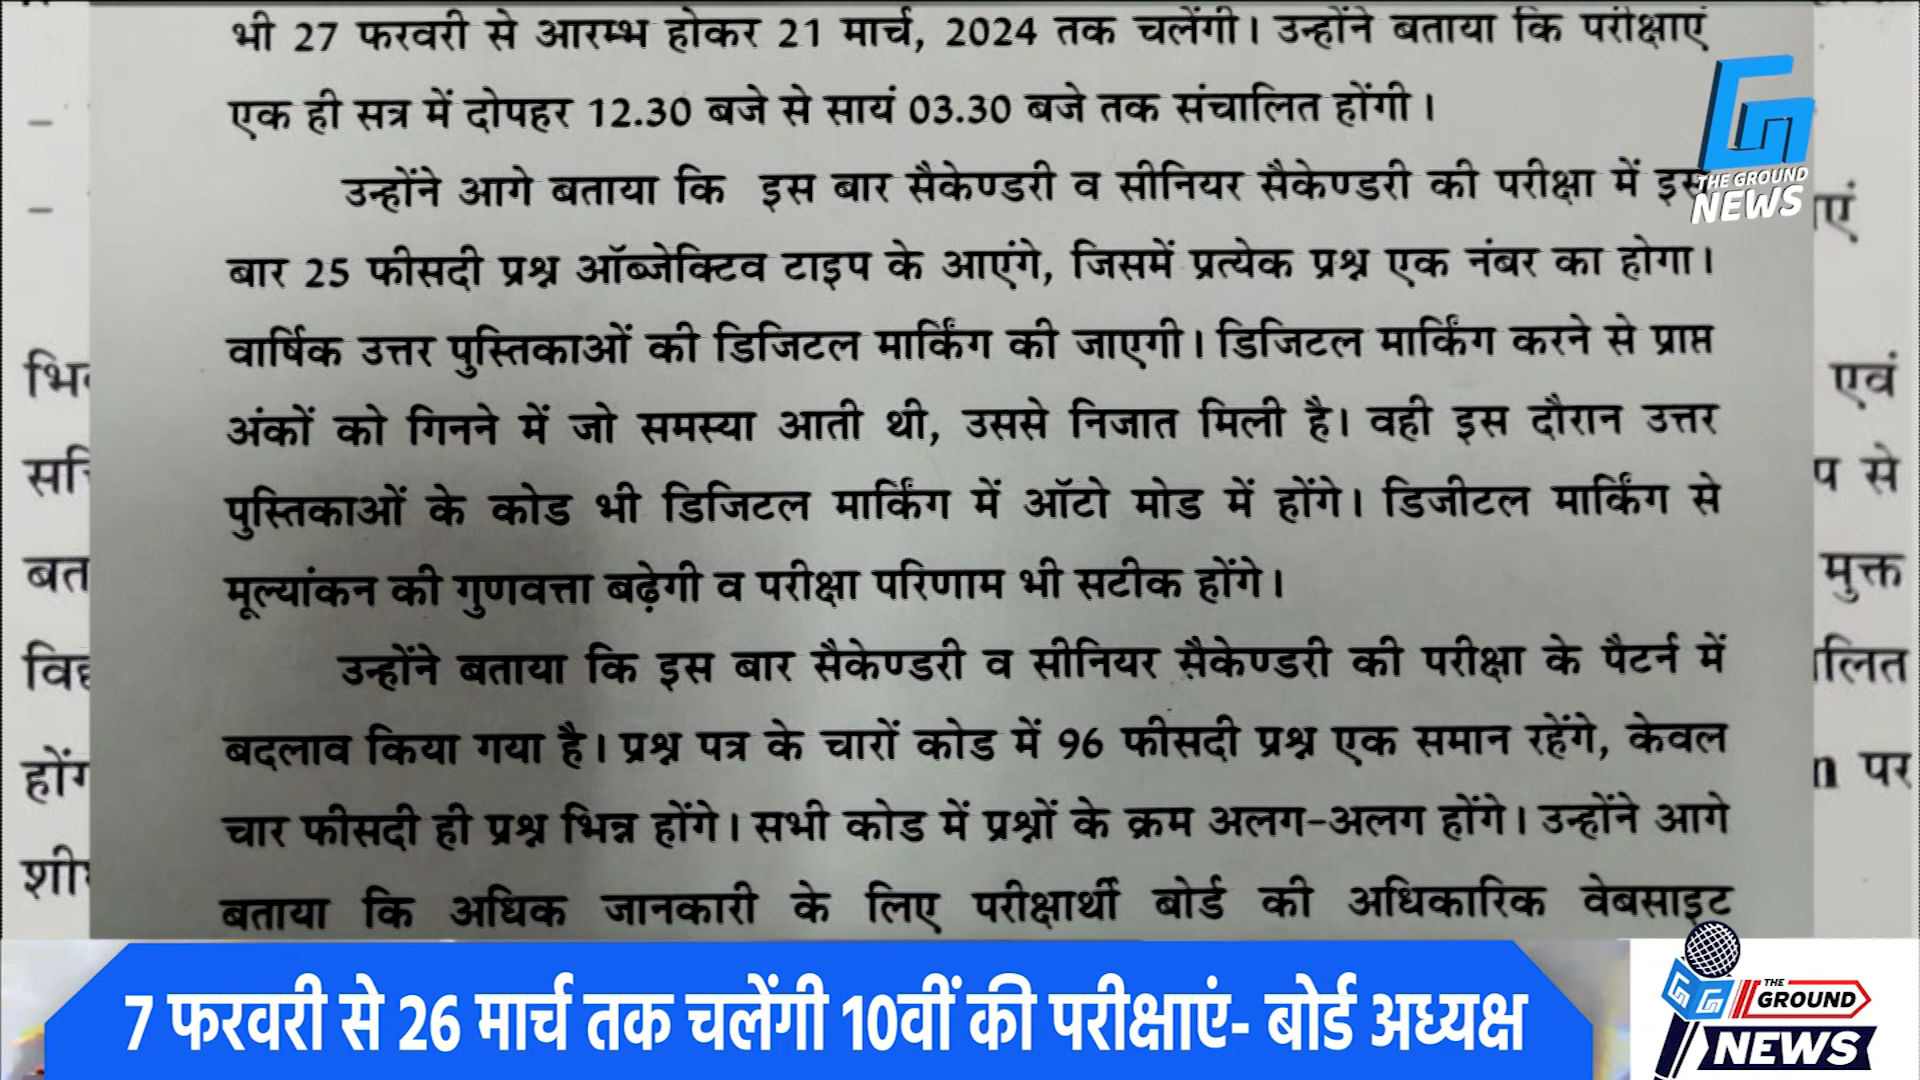 भी 27 फरवरी से आरम्भ होकर 21 मार्च, 2024 तक चलेंगी। उन्होंने बताया कि परीक्षाएं
एक ही सत्र में दोपहर 12.30 बजे से सायं 03.30 बजे तक संचालित होंगी।
उन्होंने आगे बताया कि इस बार सैकेण्डरी व सीनियर सैकेण्डरी की परीक्षा में इस
बार 25 फीसदी प्रश्न ऑब्जेक्टिव टाइप के आएंगे, जिसमें प्रत्येक प्रश्न एक नंबर का होगा।
वार्षिक उत्तर पुस्तिकाओं की डिजिटल मार्किंग की जाएगी। डिजिटल मार्किंग करने से प्राप्त
अंकों को गिनने में जो समस्या आती थी, उससे निजात मिली है। वही इस दौरान उत्तर
पुस्तिकाओं के कोड भी डिजिटल मार्किंग में ऑटो मोड में होंगे। डिजीटल मार्किंग से
मूल्यांकन की गुणवत्ता बढ़ेगी व परीक्षा परिणाम भी सटीक होंगे।
उन्होंने बताया कि इस बार सैकेण्डरी व सीनियर सैकेण्डरी की परीक्षा के पैटर्न में
बदलाव किया गया है। प्रश्न पत्र के चारों कोड में 96 फीसदी प्रश्न एक समान रहेंगे, केवल
चार फीसदी ही प्रश्न भिन्न होंगे। सभी कोड में प्रश्नों के क्रम अलग-अलग होंगे। उन्होंने आगे
बताया कि अधिक जानकारी के लिए परीक्षार्थी बोर्ड की अधिकारिक वेबसाइट
THE GROUND
NEWS
एवं
से
मुक्त
पर
7 फरवरी से 26 मार्च तक चलेंगी 10वीं की परीक्षाएं- बोर्ड अध्यक्ष
THE
GROUND
NEWS